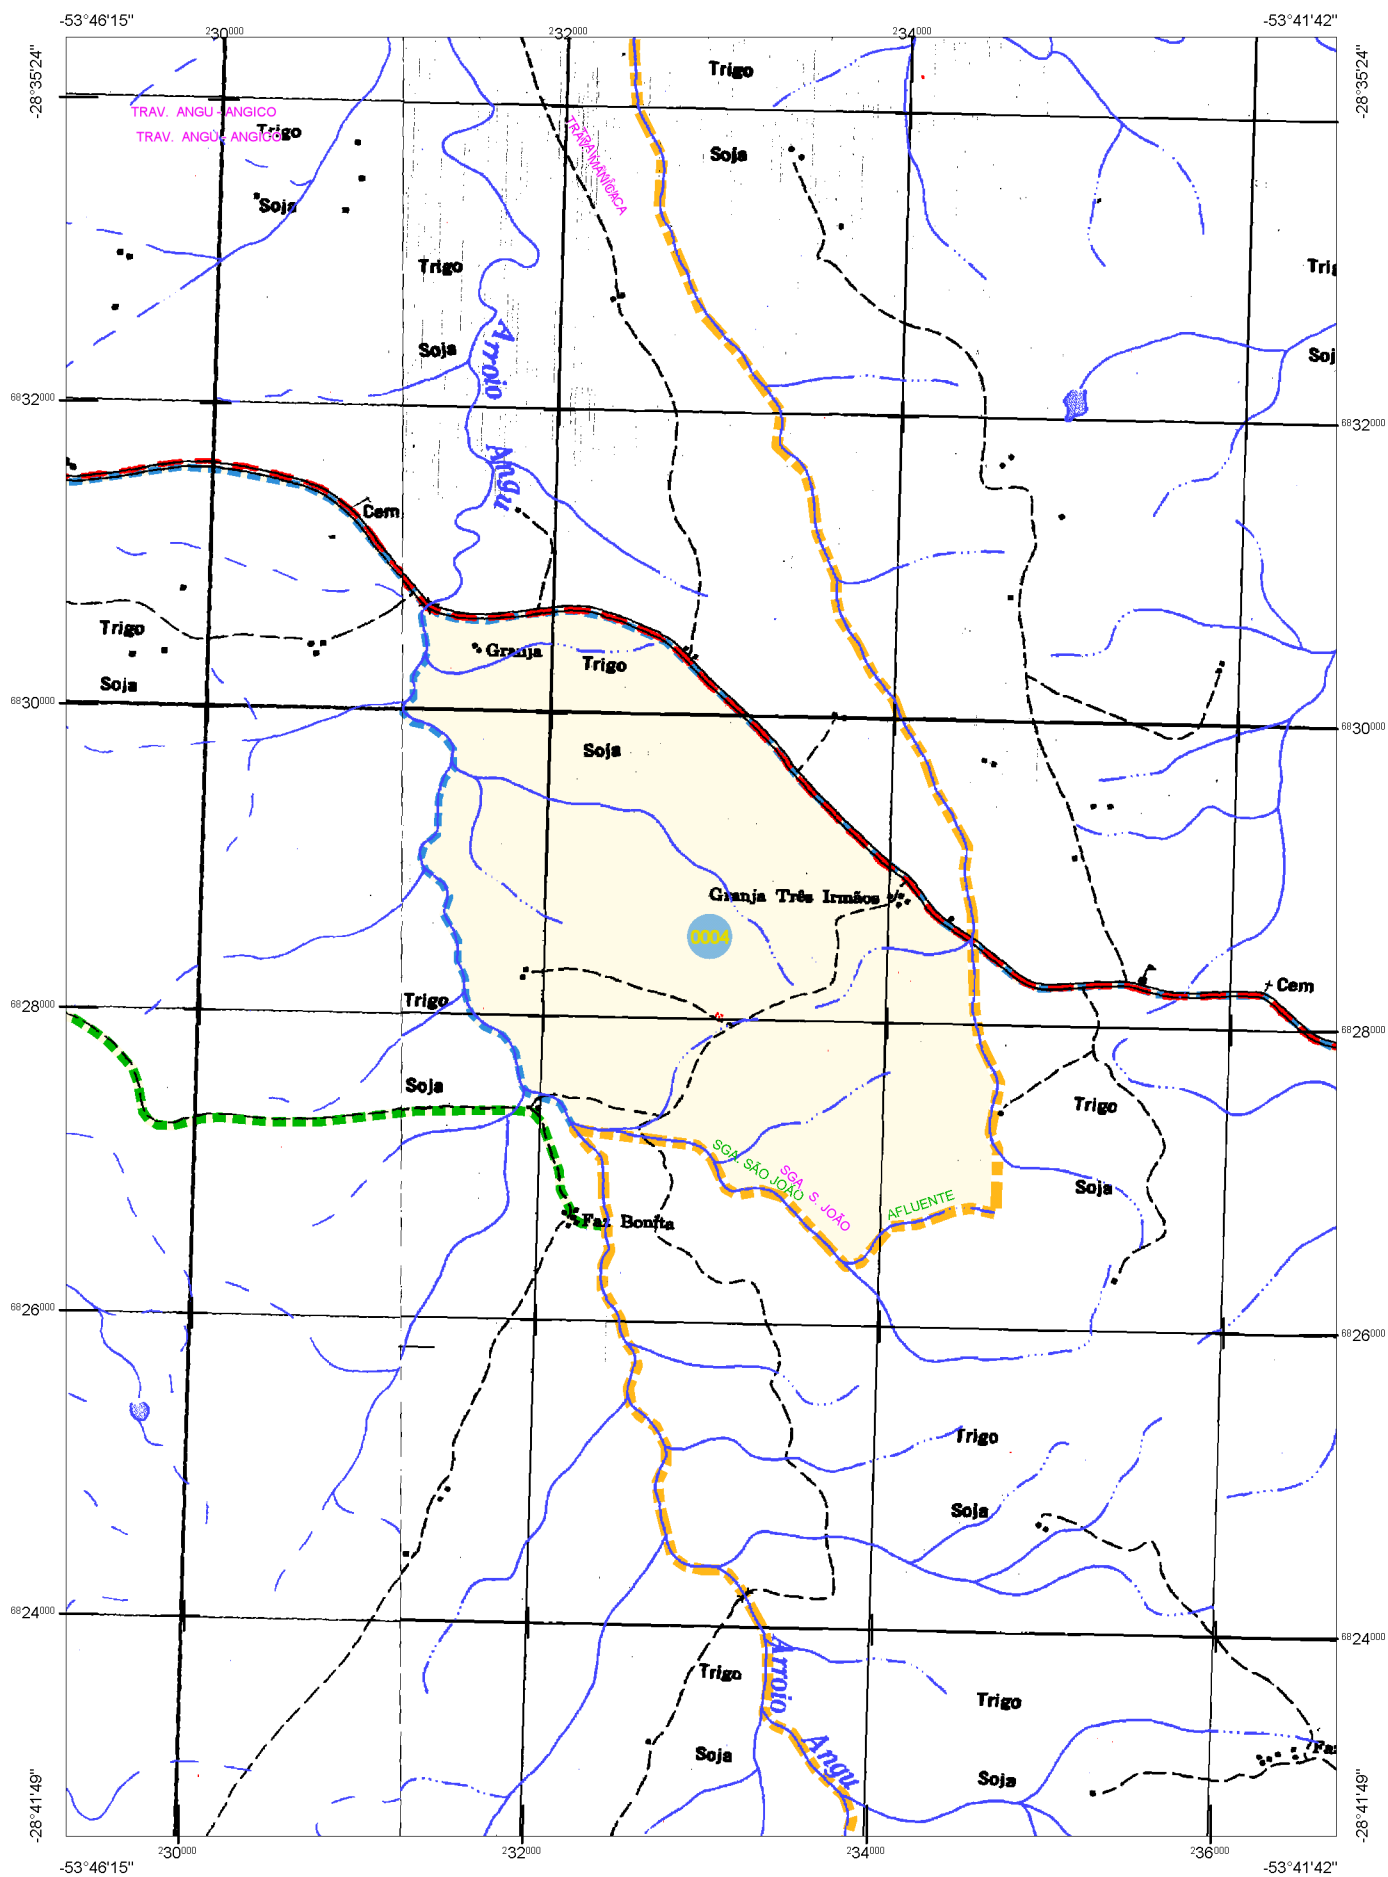 -53°46'15" -53°41'42"
230000 232000 234000
-28°35'24" -28°35'24"
Trigo
TRAV. ANGU - ANGICO
TRAV. ANGU - ANGICO
Trigo
Soja
Soja
Trigo
Trig
Arroio
Soja
Soj
6832000 6832000
Angu
Cem
Trigo
Granja
Trigo
Soja
6830000 6830000
Soja
Granja Três Irmãos
0004
Cem
Trigo
6828000 6828000
Soja
Trigo
SGA. SÃO JOÃO
SGA. S. JOÃO
Soja
AFLUENTE
Faz Bonita
6826000 6826000
Trigo
Soja
6824000 6824000
Arroio
Trigo
Trigo
Angu
Soja
Faz
Soja
-28°41'49" -28°41'49"
230000 232000 234000 236000
-53°46'15" -53°41'42"